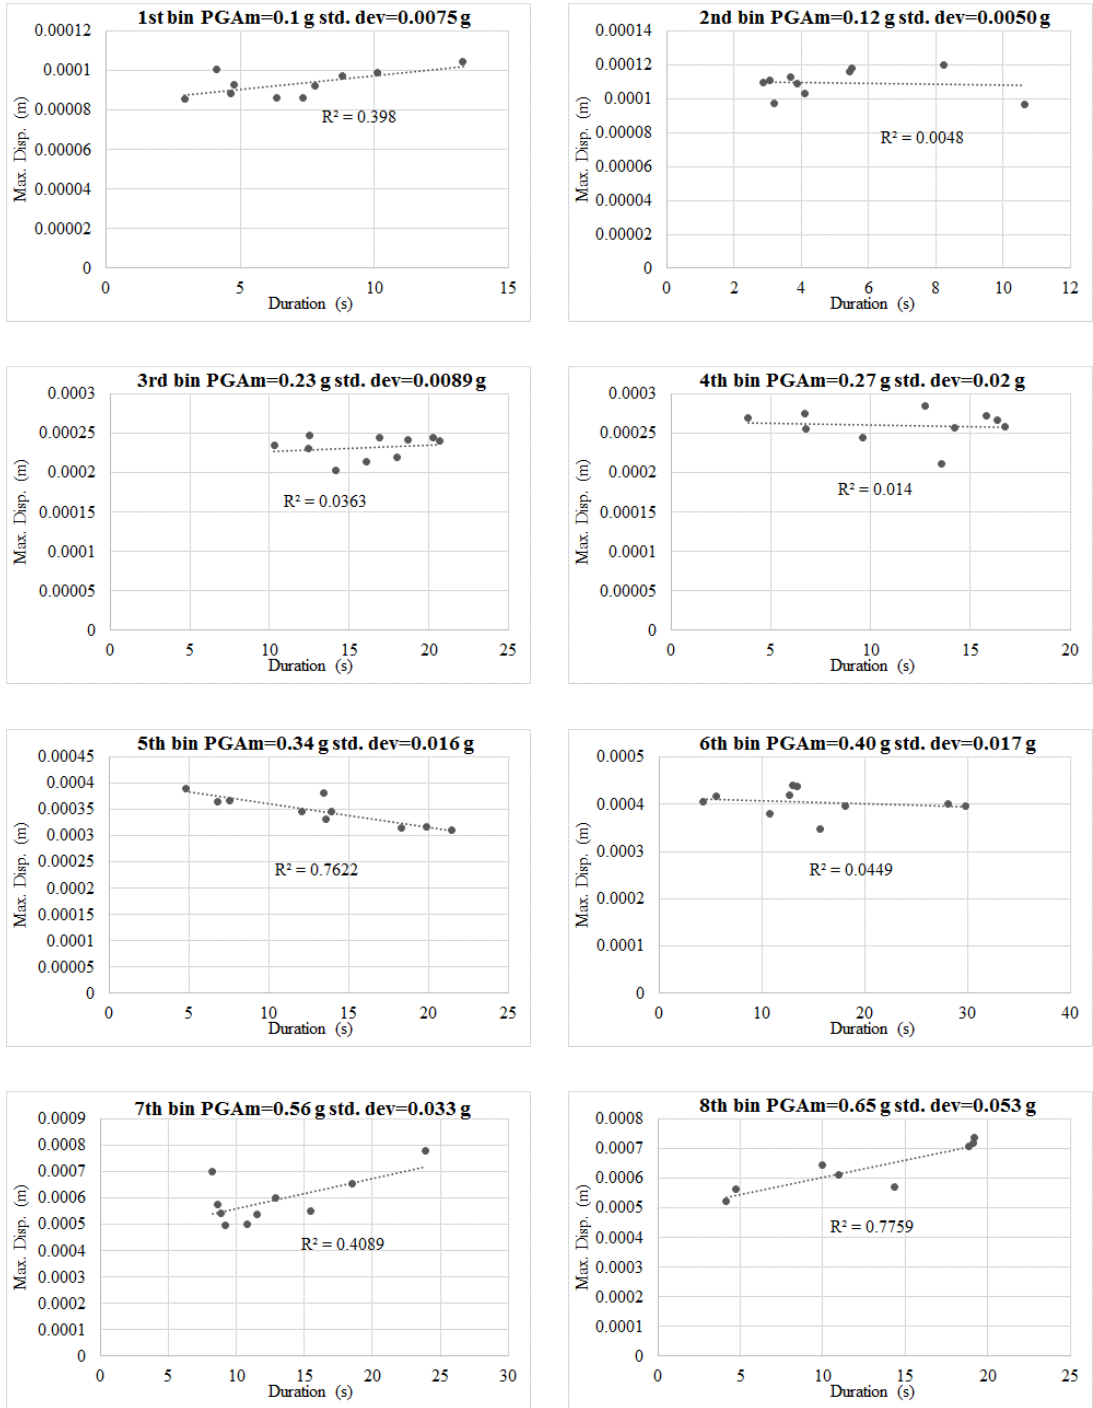 1st bin PGAm=0.1 g std. dev=0.0075 g
0.00012
0.0001
0.00008
0.00006
0.00004
0.00002
0
Max. Disp. (m)
R² = 0.398
0 5 10 15
Duration (s)
2nd bin PGAm=0.12 g std. dev=0.0050 g
0.00014
0.00012
0.0001
0.00008
0.00006
0.00004
0.00002
0
Max. Disp. (m)
R² = 0.0048
0 2 4 6 8 10 12
Duration (s)
3rd bin PGAm=0.23 g std. dev=0.0089 g
0.0003
0.00025
0.0002
0.00015
0.0001
0.00005
0
Max. Disp. (m)
R² = 0.0363
0 5 10 15 20 25
Duration (s)
4th bin PGAm=0.27 g std. dev=0.02 g
0.0003
0.00025
0.0002
0.00015
0.0001
0.00005
0
Max. Disp. (m)
R² = 0.014
0 5 10 15 20
Duration (s)
5th bin PGAm=0.34 g std. dev=0.016 g
0.00045
0.0004
0.00035
0.0003
0.00025
0.0002
0.00015
0.0001
0.00005
0
Max. Disp. (m)
R² = 0.7622
0 5 10 15 20 25
Duration (s)
6th bin PGAm=0.40 g std. dev=0.017 g
0.0005
0.0004
0.0003
0.0002
0.0001
0
Max. Disp. (m)
R² = 0.0449
0 10 20 30 40
Duration (s)
7th bin PGAm=0.56 g std. dev=0.033 g
0.0009
0.0008
0.0007
0.0006
0.0005
0.0004
0.0003
0.0002
0.0001
0
Max. Disp. (m)
R² = 0.4089
0 5 10 15 20 25 30
Duration (s)
8th bin PGAm=0.65 g std. dev=0.053 g
0.0008
0.0007
0.0006
0.0005
0.0004
0.0003
0.0002
0.0001
0
Max. Disp. (m)
R² = 0.7759
0 5 10 15 20 25
Duration (s)